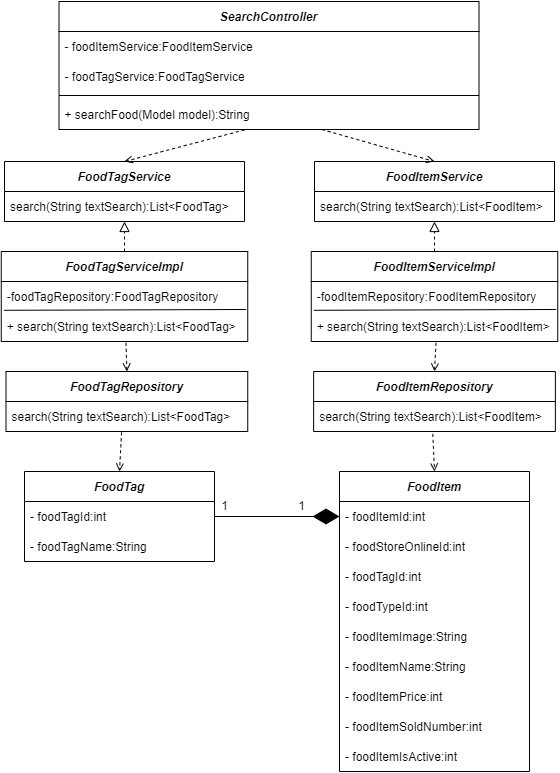 SearchController
- foodItemService:FoodItemService
- foodTagService:FoodTagService
+ searchFood(Model model):String
FoodTagService
search(String textSearch):List<FoodTag>
FoodItemService
search(String textSearch):List<FoodItem>
FoodTagServiceImpl
-foodTagRepository:FoodTagRepository
+ search(String textSearch):List<FoodTag>
FoodItemServiceImpl
-foodItemRepository:FoodItemRepository
+ search(String textSearch):List<FoodItem>
FoodTagRepository
search(String textSearch):List<FoodTag>
FoodItemRepository
search(String textSearch):List<FoodItem>
FoodTag
- foodTagId:int
- foodTagName:String
1
1
FoodItem
- foodItemId:int
- foodStoreOnlineId:int
- foodTagId:int
- foodTypeId:int
- foodItemImage:String
- foodItemName:String
- foodItemPrice:int
- foodItemSoldNumber:int
- foodItemIsActive:int